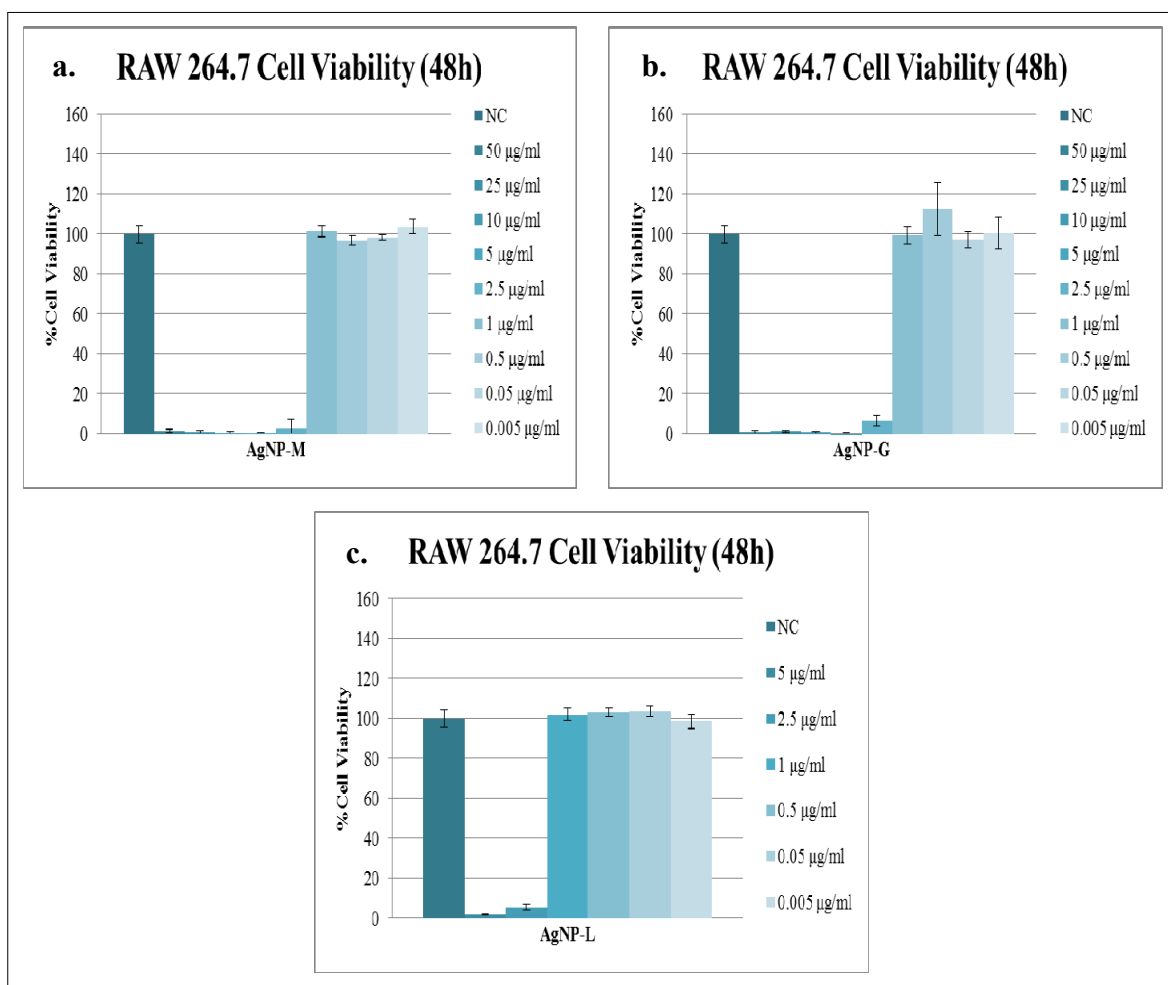 a. RAW 264.7 Cell Viability (48h)
160
140
120
100
80
60
40
20
0
%Cell Viability
AgNP-M
NC
50 µg/ml
25 µg/ml
10 µg/ml
5 µg/ml
2.5 µg/ml
1 µg/ml
0.5 µg/ml
0.05 µg/ml
0.005 µg/ml
b. RAW 264.7 Cell Viability (48h)
160
140
120
100
80
60
40
20
0
%Cell Viability
AgNP-G
NC
50 µg/ml
25 µg/ml
10 µg/ml
5 µg/ml
2.5 µg/ml
1 µg/ml
0.5 µg/ml
0.05 µg/ml
0.005 µg/ml
c. RAW 264.7 Cell Viability (48h)
160
140
120
100
80
60
40
20
0
%Cell Viability
AgNP-L
NC
5 µg/ml
2.5 µg/ml
1 µg/ml
0.5 µg/ml
0.05 µg/ml
0.005 µg/ml